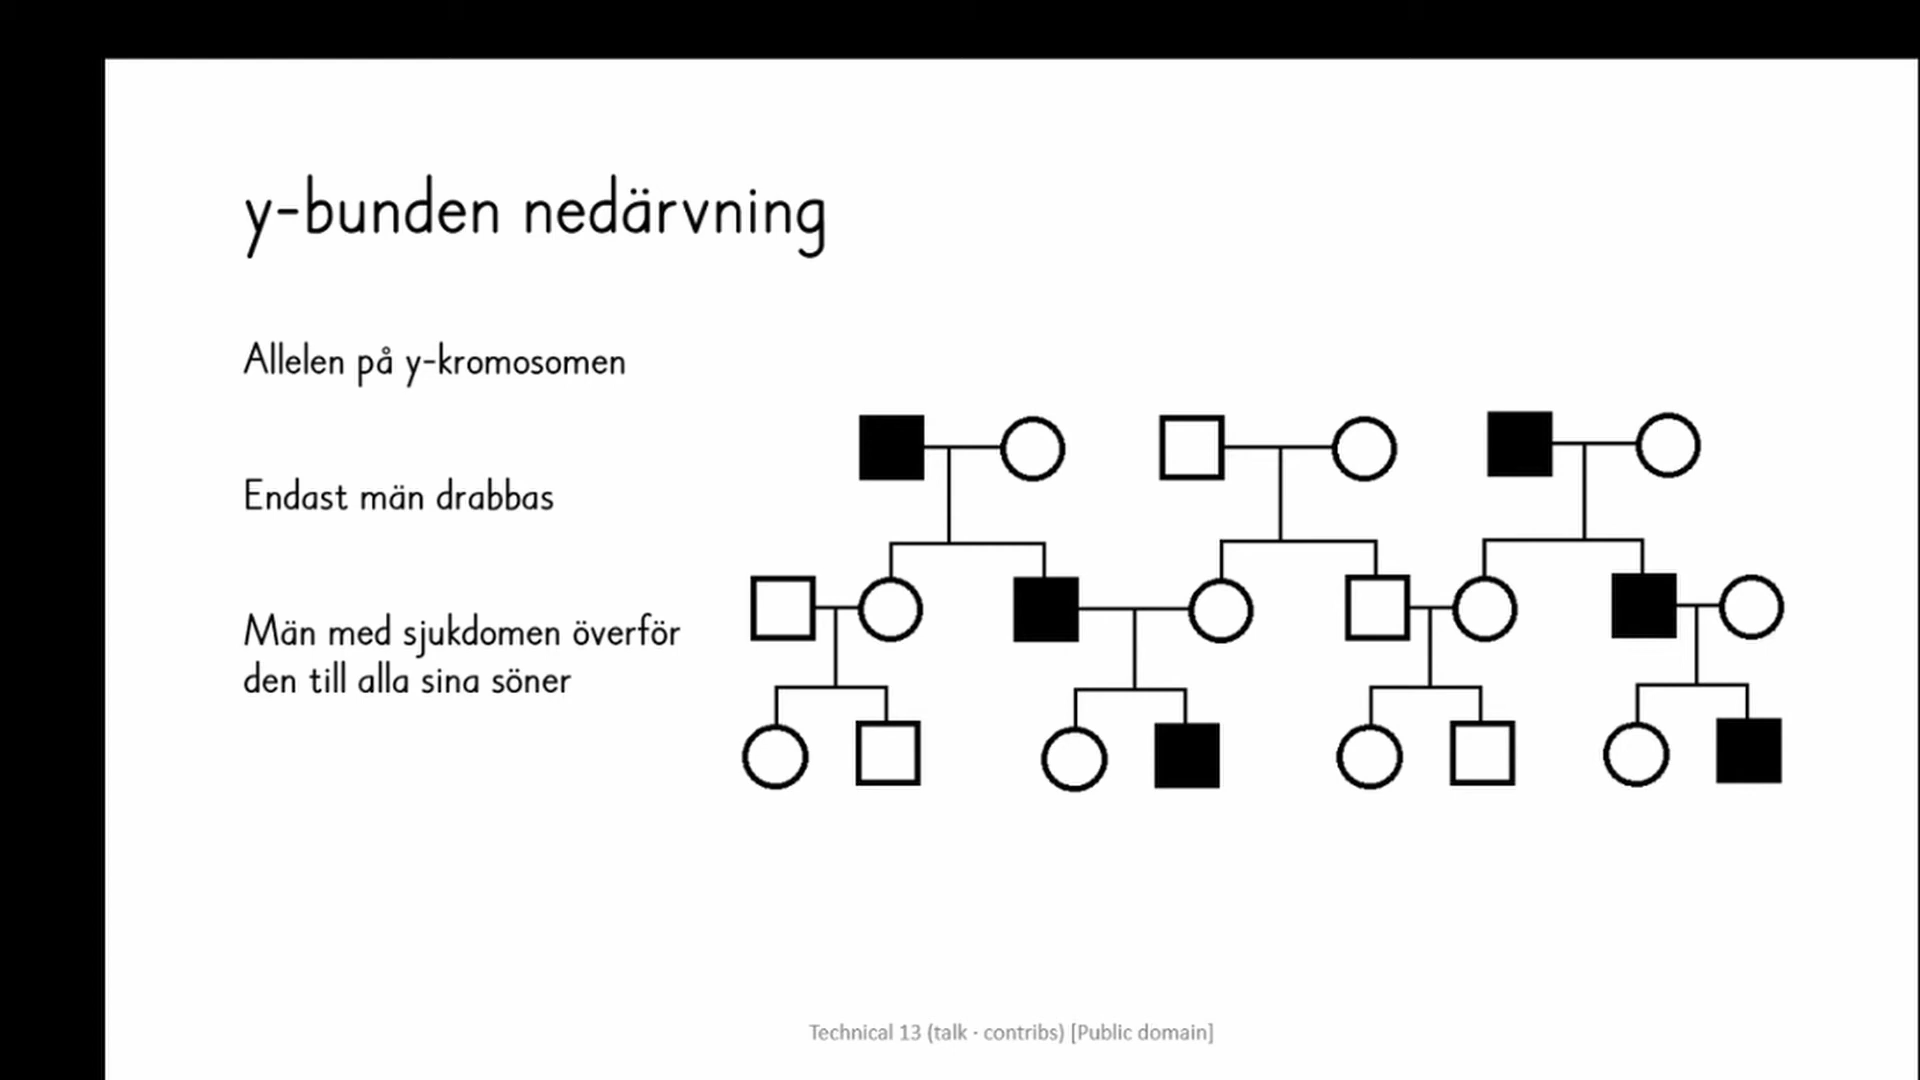 y-bunden nedärvning
Allelen på y-kromosomen
Endast män drabbas
Män med sjukdomen överför
den till alla sina söner
Technical 13 (talk · contribs) [Public domain]